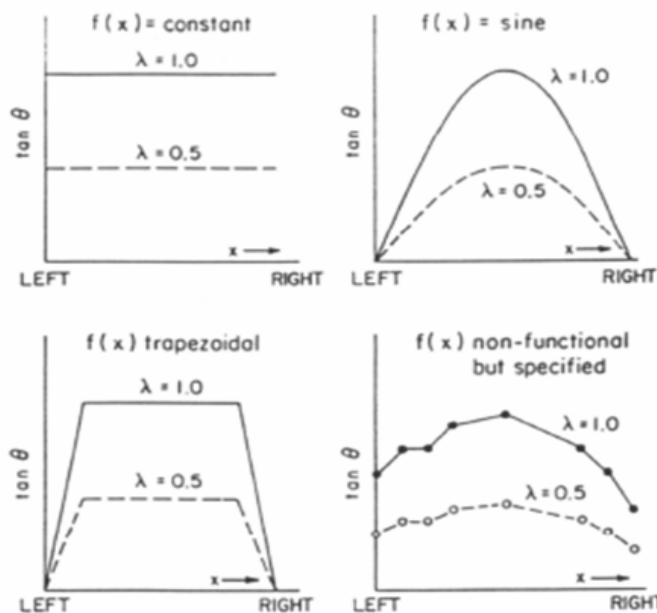 f(x) = constant
λ = 1.0
λ = 0.5
tan θ
x
LEFT
RIGHT
f(x) = sine
λ = 1.0
λ = 0.5
tan θ
x
LEFT
RIGHT
f(x) trapezoidal
λ = 1.0
λ = 0.5
tan θ
x
LEFT
RIGHT
f(x) non-functional
but specified
λ = 1.0
λ = 0.5
tan θ
x
LEFT
RIGHT